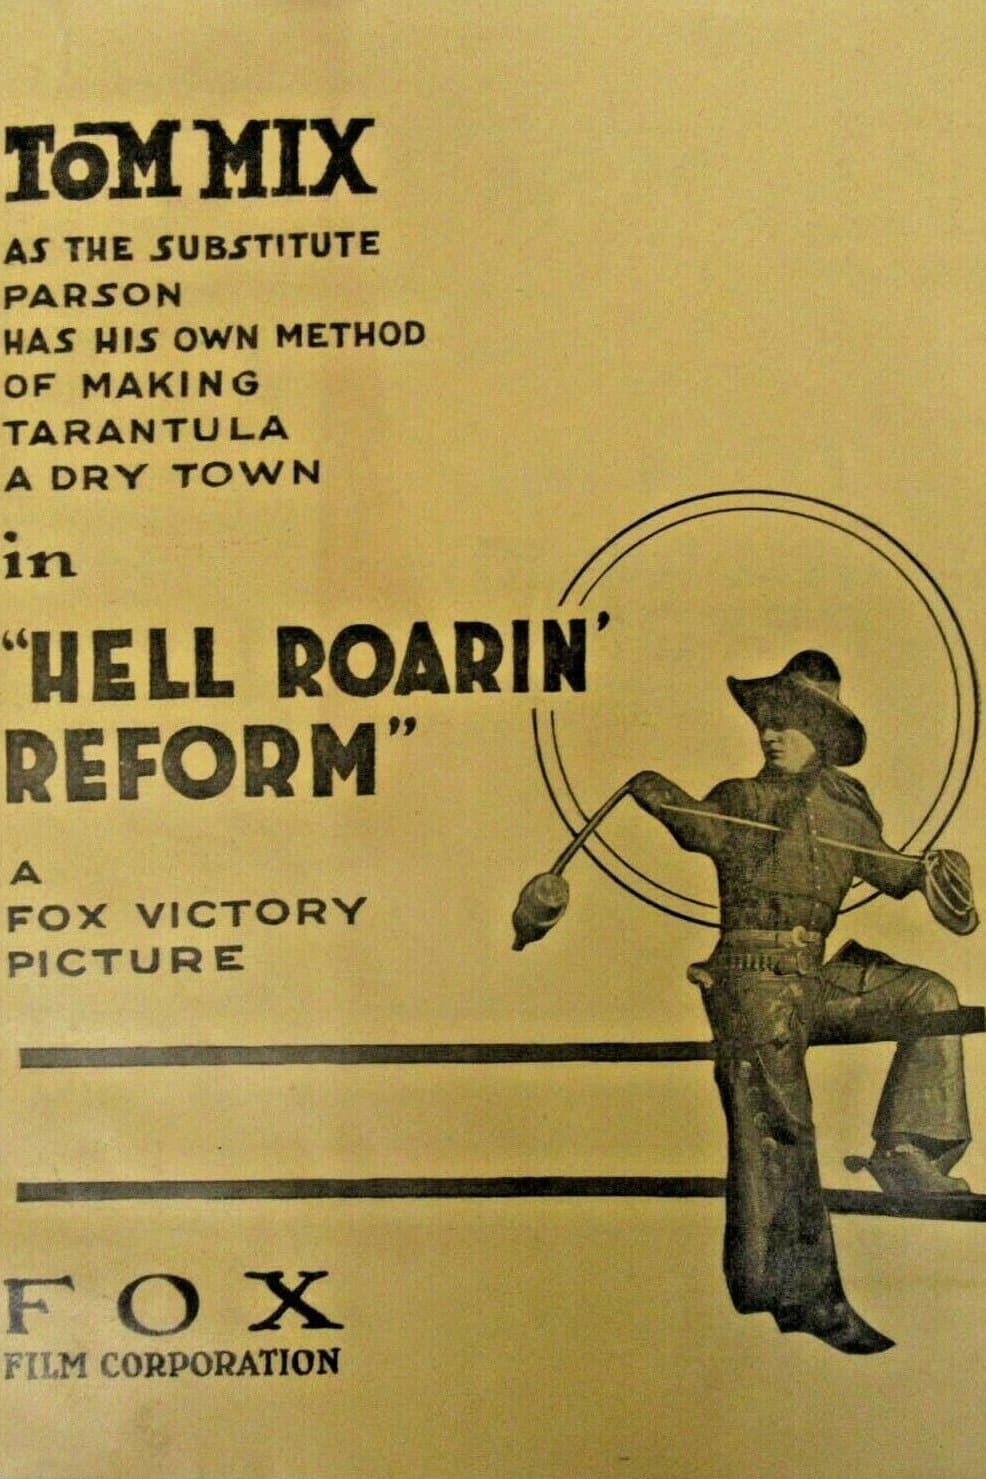 TOM MIX
AS THE SUBSTITUTE
PARSON
HAS HIS OWN METHOD
OF MAKING
TARANTULA
A DRY TOWN
in
"HELL ROARIN'
REFORM"
A
FOX VICTORY
PICTURE
FOX
FILM CORPORATION